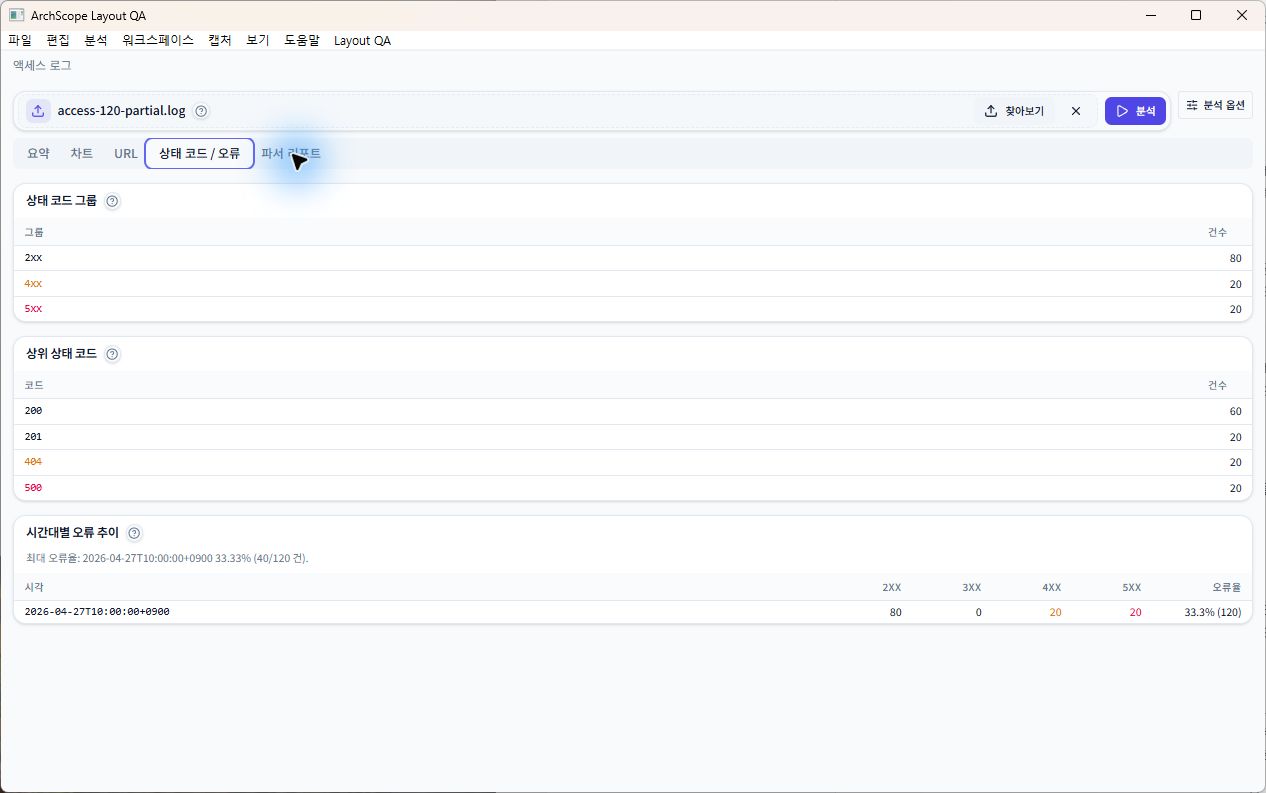 ArchScope Layout QA
파일 편집 분석 워크스페이스 캡처 보기 도움말 Layout QA
액세스 로그
access-120-partial.log ? 찾아보기 분석 분석 옵션
요약 차트 URL 상태 코드 / 오류 파서 리포트
상태 코드 그룹 ?
그룹 건수
2xx 80
4xx 20
5xx 20
상위 상태 코드 ?
코드 건수
200 60
201 20
404 20
500 20
시간대별 오류 추이 ?
최대 오류율: 2026-04-27T10:00:00+0900 33.33% (40/120 건).
시각 2XX 3XX 4XX 5XX 오류율
2026-04-27T10:00:00+0900 80 0 20 20 33.3% (120)